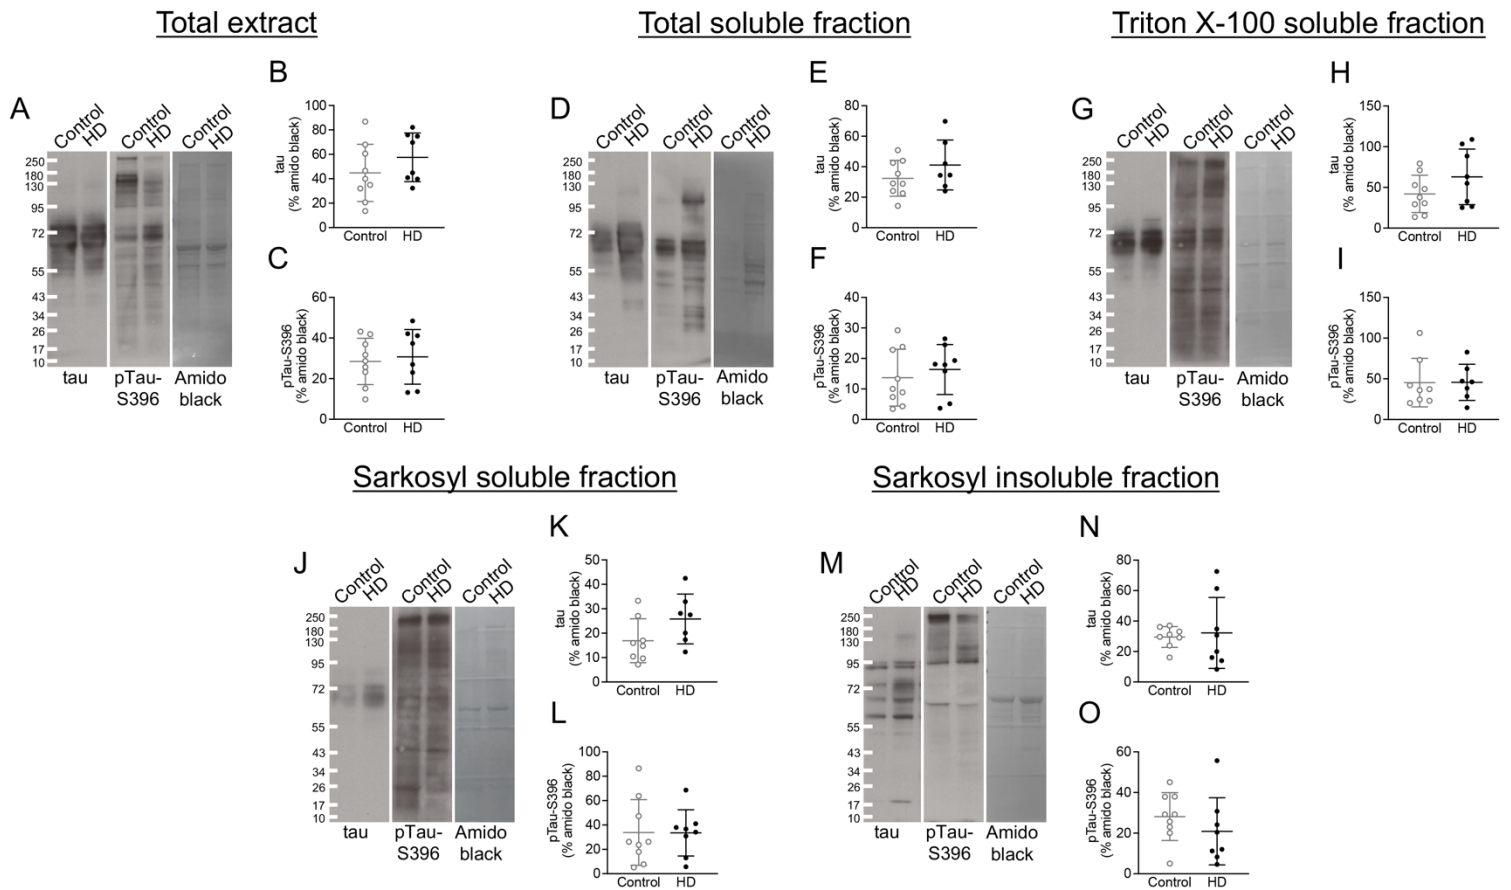 Total extract
Total soluble fraction
Triton X-100 soluble fraction
A
Control
HD
Control
HD
Control
HD
250
180
130
95
72
55
43
34
26
17
10
tau
pTau-
S396
Amido
black
B
tau
(% amido black)
100
80
60
40
20
0
Control
HD
C
pTau-S396
(% amido black)
60
40
20
0
Control
HD
D
Control
HD
Control
HD
Control
HD
250
180
130
95
72
55
43
34
26
17
10
tau
pTau-
S396
Amido
black
E
tau
(% amido black)
80
60
40
20
0
Control
HD
F
pTau-S396
(% amido black)
40
30
20
10
0
Control
HD
G
Control
HD
Control
HD
Control
HD
250
180
130
95
72
55
43
34
26
17
10
tau
pTau-
S396
Amido
black
H
tau
(% amido black)
150
100
50
0
Control
HD
I
pTau-S396
(% amido black)
150
100
50
0
Control
HD
Sarkosyl soluble fraction
Sarkosyl insoluble fraction
J
Control
HD
Control
HD
Control
HD
250
180
130
95
72
55
43
34
26
17
10
tau
pTau-
S396
Amido
black
K
tau
(% amido black)
50
40
30
20
10
0
Control
HD
L
pTau-S396
(% amido black)
100
80
60
40
20
0
Control
HD
M
Control
HD
Control
HD
Control
HD
250
180
130
95
72
55
43
34
26
17
10
tau
pTau-
S396
Amido
black
N
tau
(% amido black)
80
60
40
20
0
Control
HD
O
pTau-S396
(% amido black)
60
40
20
0
Control
HD